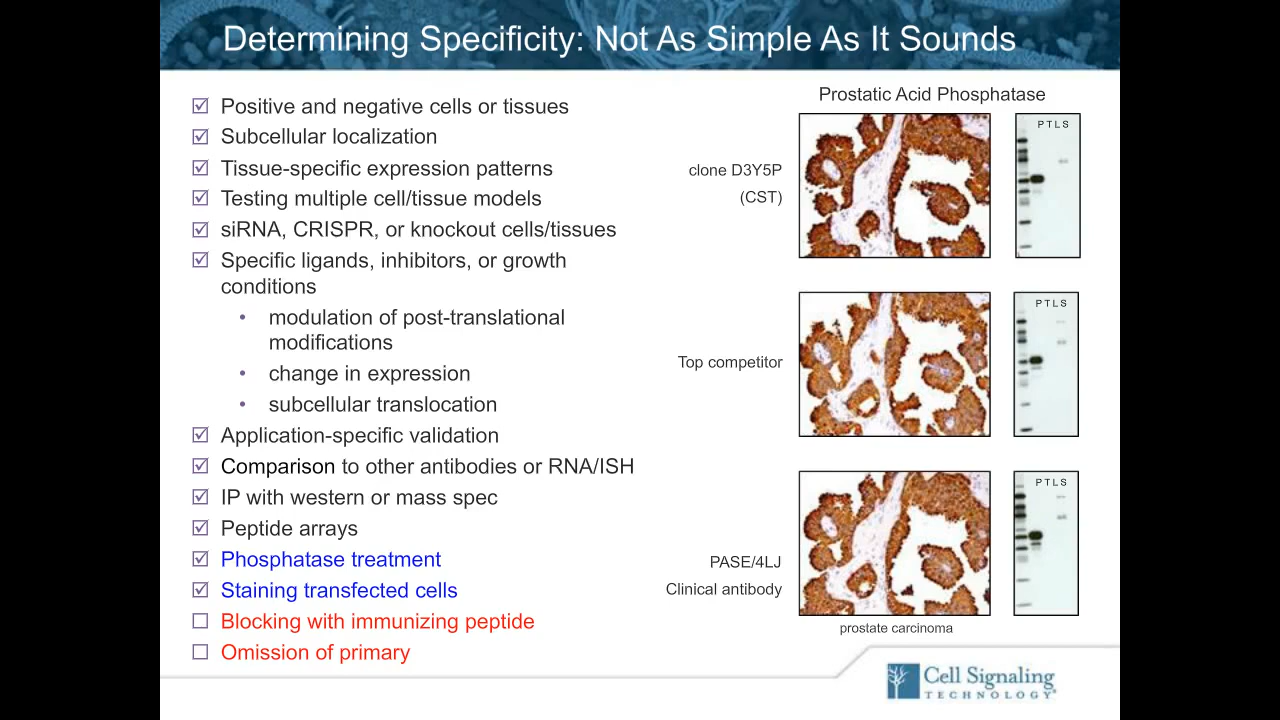 Determining Specificity: Not As Simple As It Sounds
Positive and negative cells or tissues
Subcellular localization
Tissue-specific expression patterns
Testing multiple cell/tissue models
siRNA, CRISPR, or knockout cells/tissues
Specific ligands, inhibitors, or growth
conditions
• modulation of post-translational
modifications
• change in expression
• subcellular translocation
Application-specific validation
Comparison to other antibodies or RNA/ISH
IP with western or mass spec
Peptide arrays
Phosphatase treatment
Staining transfected cells
Blocking with immunizing peptide
Omission of primary
Prostatic Acid Phosphatase
clone D3Y5P
(CST)
P T L S
Top competitor
P T L S
PASE/4LJ
Clinical antibody
P T L S
prostate carcinoma
Cell Signaling
TECHNOLOGY®